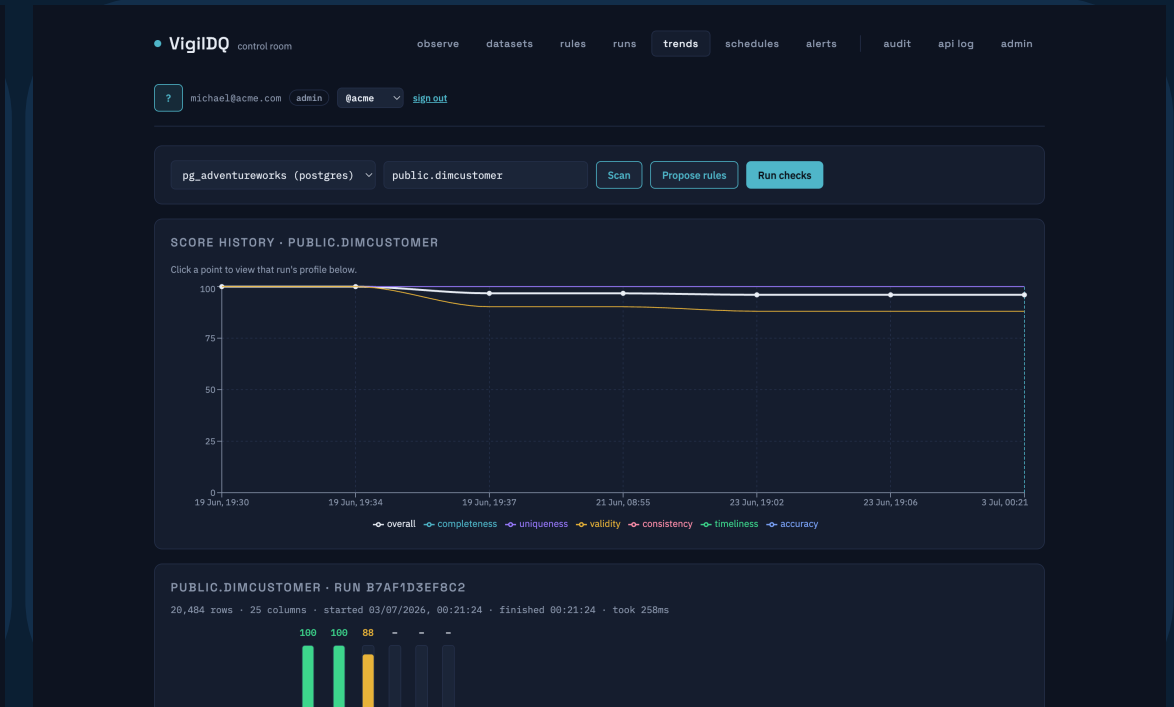 VigilDQ control room observe datasets rules runs trends schedules alerts audit api log admin
? michael@acme.com admin @acme sign out
pg_adventureworks (postgres) public.dimcustomer Scan Propose rules Run checks
SCORE HISTORY · PUBLIC.DIMCUSTOMER
Click a point to view that run's profile below.
100
75
50
25
0
19 Jun, 19:30 19 Jun, 19:34 19 Jun, 19:37 21 Jun, 08:55 23 Jun, 19:02 23 Jun, 19:06 3 Jul, 00:21
overall completeness uniqueness validity consistency timeliness accuracy
PUBLIC.DIMCUSTOMER · RUN B7AF1D3EF8C2
20,484 rows · 25 columns · started 03/07/2026, 00:21:24 · finished 00:21:24 · took 258ms
100 100 88 – – –